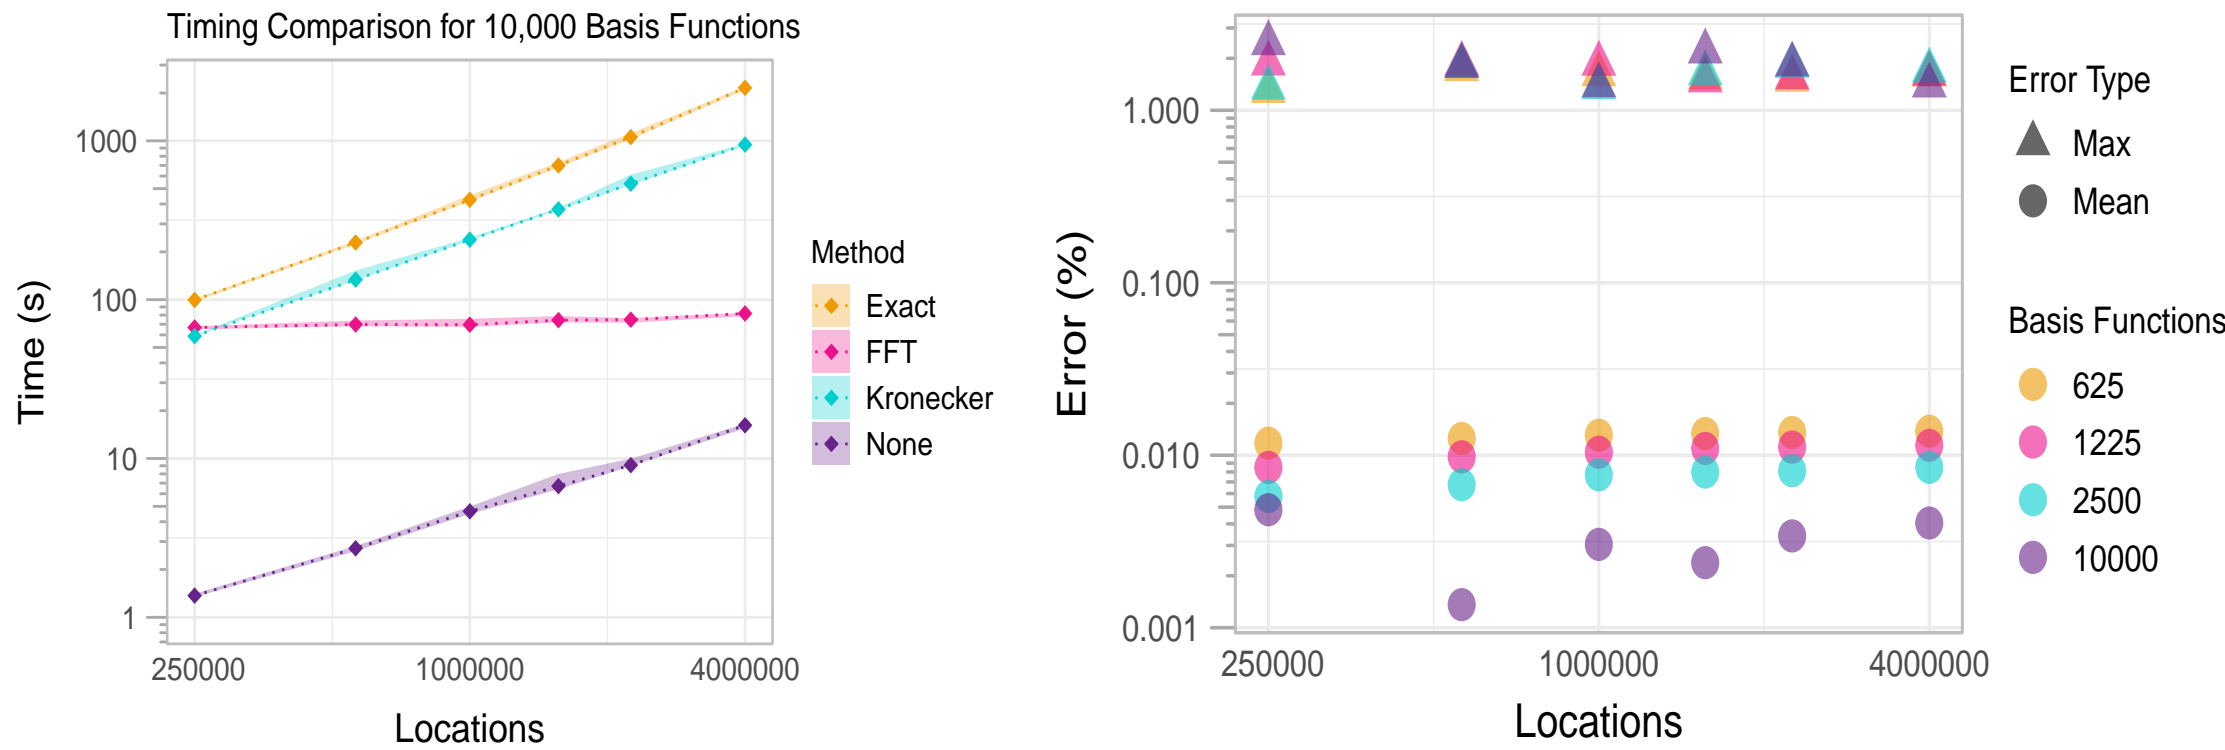 Timing Comparison for 10,000 Basis Functions
Time (s)
1000
100
10
1
250000
1000000
4000000
Locations
Method
Exact
FFT
Kronecker
None
Error (%)
1.000
0.100
0.010
0.001
250000
1000000
4000000
Locations
Error Type
Max
Mean
Basis Functions
625
1225
2500
10000